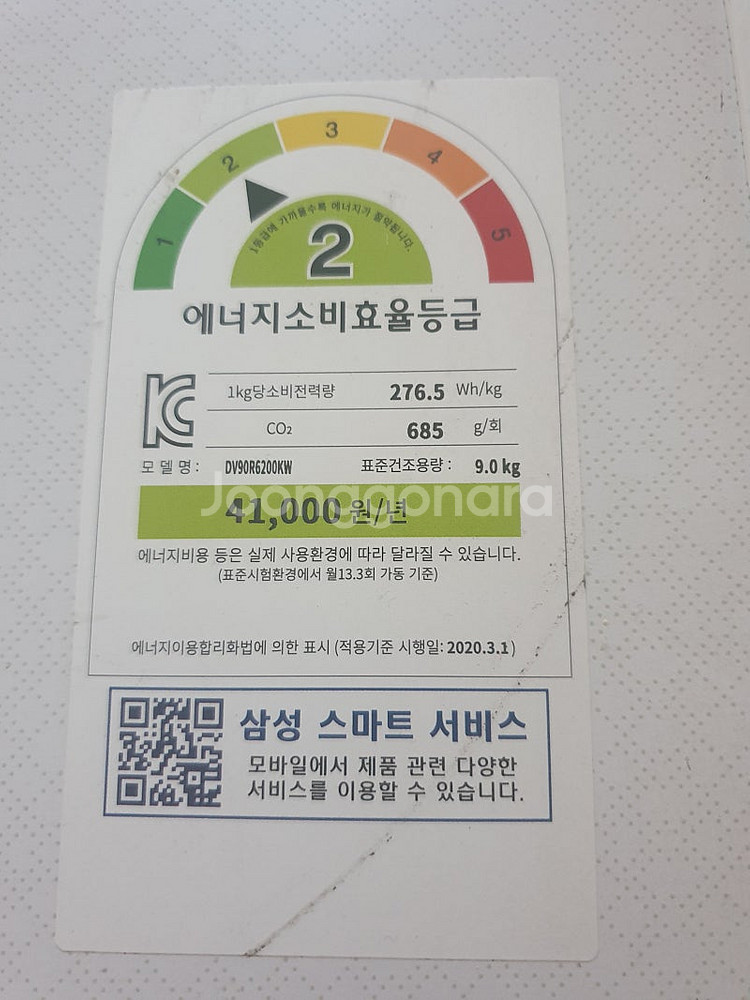 1
2
3
4
5
1등급에 가까울수록 에너지가 절약됩니다.
2
에너지소비효율등급
KC
1kg당소비전력량 276.5 Wh/kg
CO₂ 685 g/회
모델명: DV90R6200KW 표준건조용량: 9.0 kg
Joonggonara
41,000 원/년
에너지비용 등은 실제 사용환경에 따라 달라질 수 있습니다.
(표준시험환경에서 월13.3회 가동 기준)
에너지이용합리화법에 의한 표시 (적용기준 시행일: 2020.3.1)
삼성 스마트 서비스
모바일에서 제품 관련 다양한
서비스를 이용할 수 있습니다.